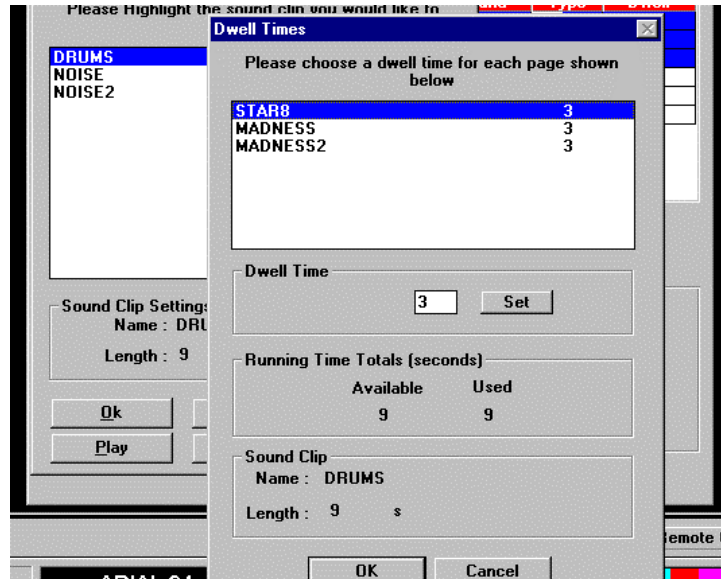 Please Highlight the sound clip you would like to
Type
Dwell Times
Please choose a dwell time for each page shown
below
DRUMS
NOISE
NOISE2
STAR8 3
MADNESS 3
MADNESS2 3
Dwell Time
3 Set
Sound Clip Settings
Name : DRU
Length : 9
Running Time Totals (seconds)
Available Used
9 9
Ok
Play
Sound Clip
Name : DRUMS
Length : 9 s
OK Cancel